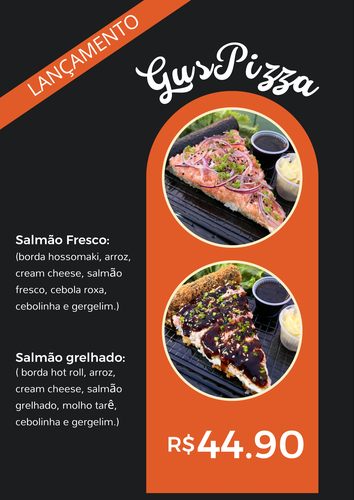 LANÇAMENTO
GusPizza
Salmão Fresco:
(borda hossomaki, arroz,
cream cheese, salmão
fresco, cebola roxa,
cebolinha e gergelim.)
Salmão grelhado:
( borda hot roll, arroz,
cream cheese, salmão
grelhado, molho tarê,
cebolinha e gergelim.)
R$44.90